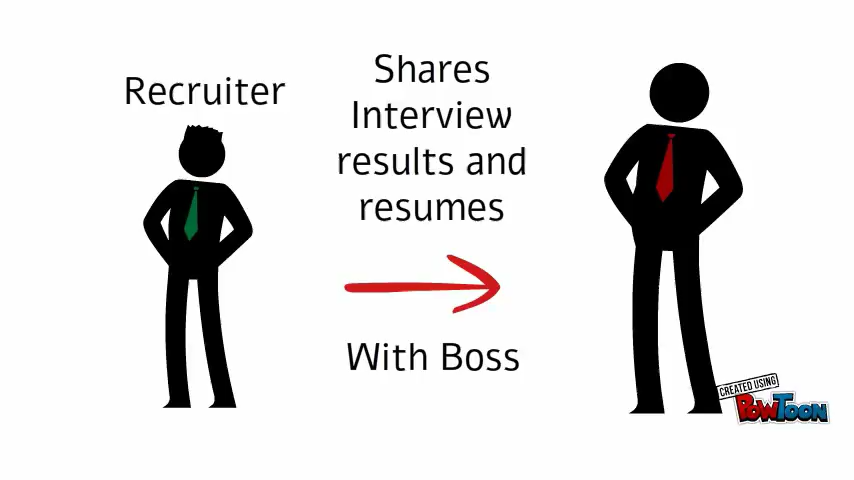 Recruiter
Shares
Interview
results and
resumes
With Boss
CREATED USING
POWTOON